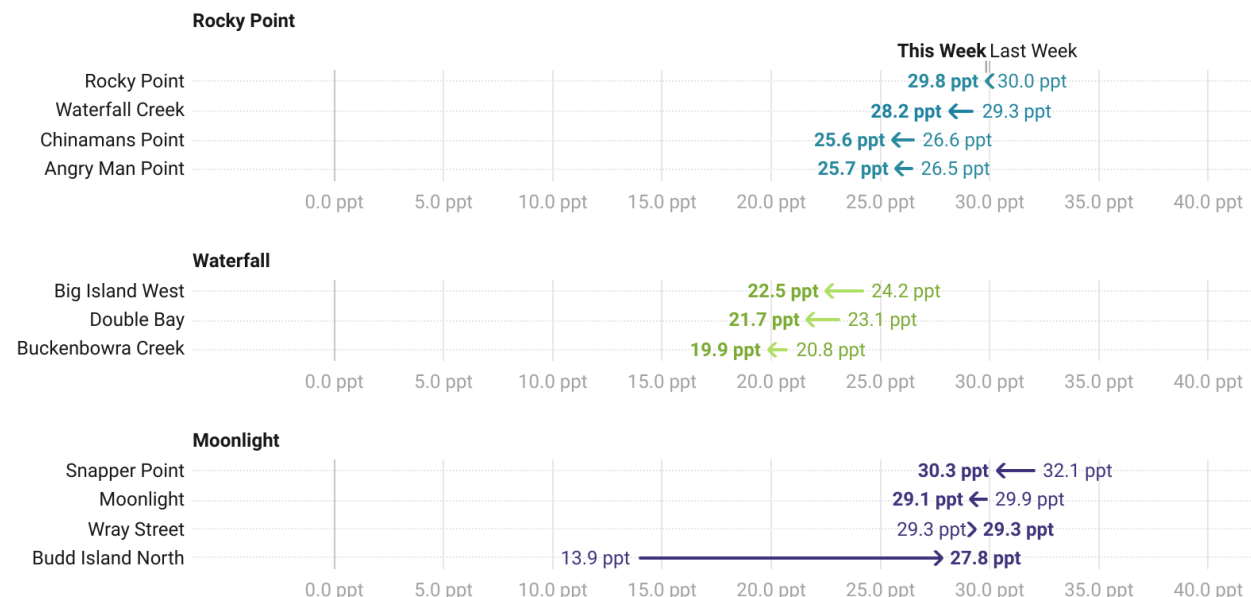 Rocky Point
This Week Last Week
Rocky Point 29.8 ppt 30.0 ppt
Waterfall Creek 28.2 ppt 29.3 ppt
Chinamans Point 25.6 ppt 26.6 ppt
Angry Man Point 25.7 ppt 26.5 ppt
0.0 ppt 5.0 ppt 10.0 ppt 15.0 ppt 20.0 ppt 25.0 ppt 30.0 ppt 35.0 ppt 40.0 ppt
Waterfall
Big Island West 22.5 ppt 24.2 ppt
Double Bay 21.7 ppt 23.1 ppt
Buckenbowra Creek 19.9 ppt 20.8 ppt
0.0 ppt 5.0 ppt 10.0 ppt 15.0 ppt 20.0 ppt 25.0 ppt 30.0 ppt 35.0 ppt 40.0 ppt
Moonlight
Snapper Point 30.3 ppt 32.1 ppt
Moonlight 29.1 ppt 29.9 ppt
Wray Street 29.3 ppt 29.3 ppt
Budd Island North 13.9 ppt 27.8 ppt
0.0 ppt 5.0 ppt 10.0 ppt 15.0 ppt 20.0 ppt 25.0 ppt 30.0 ppt 35.0 ppt 40.0 ppt